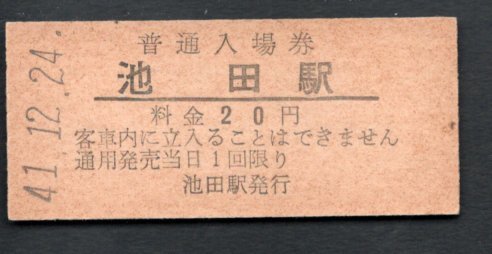 普通入場券
池田駅
料金20円
客車内に立入ることはできません
通用発売当日1回限り
池田駅発行
41.12.24.